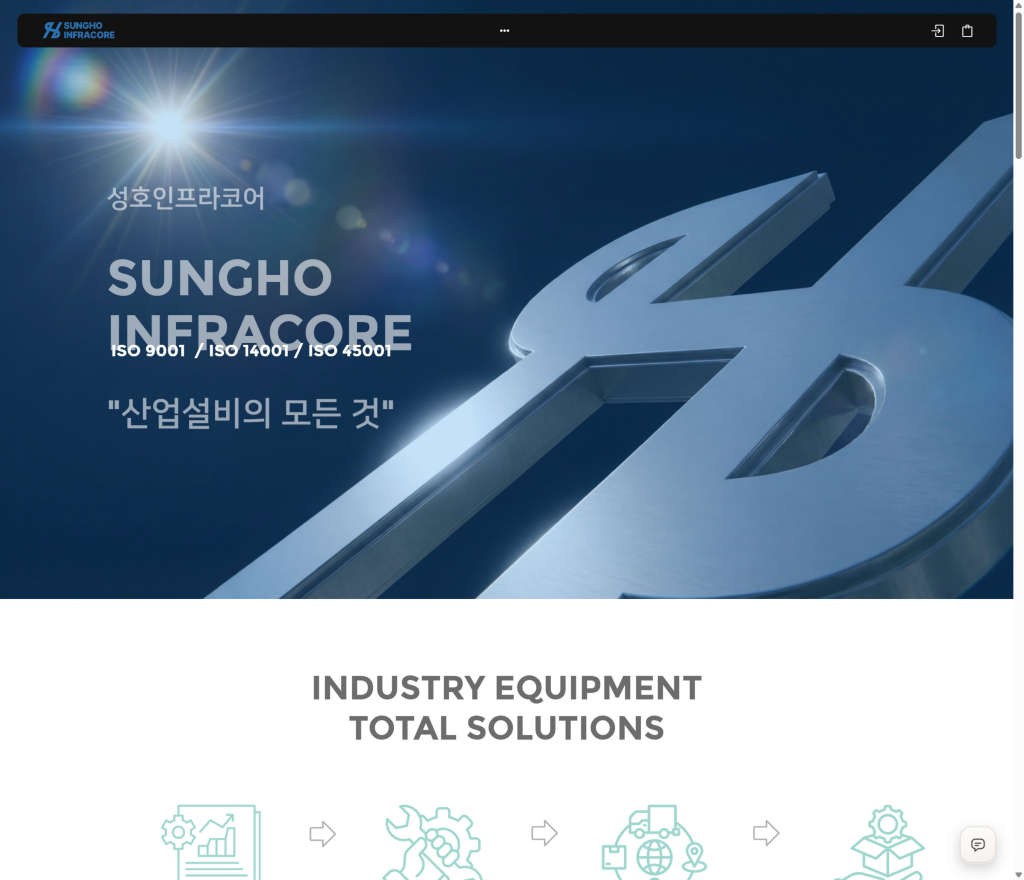 SUNGHO
INFRACORE
성호인프라코어
SUNGHO
INFRACORE
ISO 9001 / ISO 14001 / ISO 45001
"산업설비의 모든 것"
INDUSTRY EQUIPMENT
TOTAL SOLUTIONS